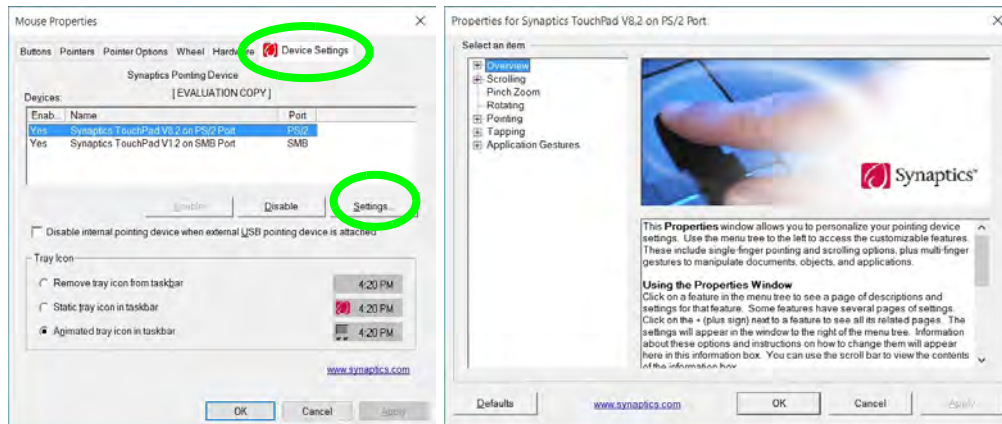 Mouse Properties
Buttons Pointers Pointer Options Wheel Hardware Device Settings
Synaptics Pointing Device
[EVALUATION COPY]
Devices:
Enab... Name Port
Yes Synaptics TouchPad V8.2 on PS/2 Port PS/2
Yes Synaptics TouchPad V1.2 on SMB Port SMB
Enable Disable Settings...
Disable internal pointing device when external USB pointing device is attached
Tray Icon
Remove tray icon from taskbar 4:20 PM
Static tray icon in taskbar 4:20 PM
Animated tray icon in taskbar 4:20 PM
www.synaptics.com
OK Cancel Apply
Properties for Synaptics TouchPad V8.2 on PS/2 Port
Select an item
Overview
Scrolling
Pinch Zoom
Rotating
Pointing
Tapping
Application Gestures
Synaptics™
This Properties window allows you to personalize your pointing device
settings. Use the menu tree to the left to access the customizable features.
These include single-finger pointing and scrolling options, plus multi-finger
gestures to manipulate documents, objects, and applications.
Using the Properties Window
Click on a feature in the menu tree to see a page of descriptions and
settings for that feature. Some features have several pages of settings.
Click on the + (plus sign) next to a feature to see all its related pages. The
settings will appear in the window to the right of the menu tree. Information
about these options and instructions on how to change them will appear
here in this information box. You can use the scroll bar to view the contents
of the information box.
Defaults www.synaptics.com OK Cancel Apply